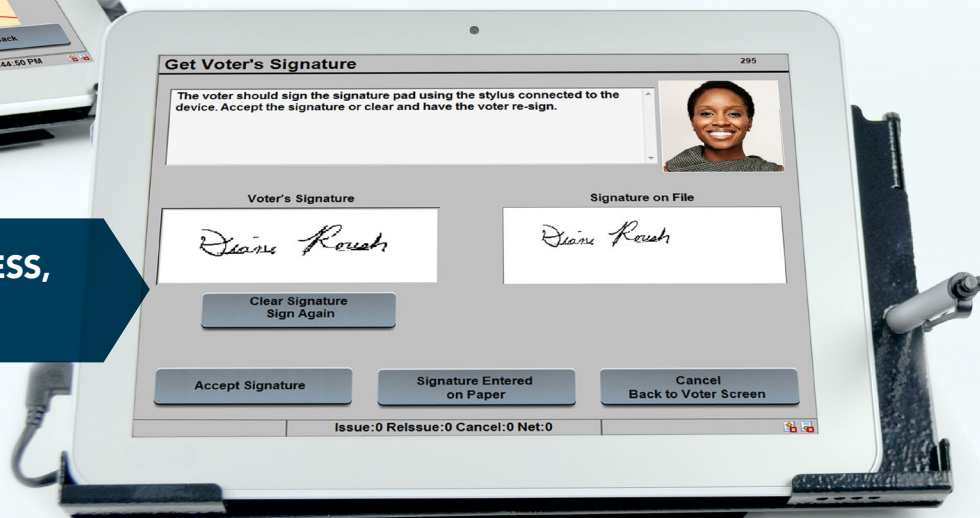 ack
44:50 PM
Get Voter's Signature
295
The voter should sign the signature pad using the stylus connected to the
device. Accept the signature or clear and have the voter re-sign.
Voter's Signature
Signature on File
Diane Roush
Diane Roush
ESS,
Clear Signature
Sign Again
Accept Signature
Signature Entered
on Paper
Cancel
Back to Voter Screen
Issue:0 ReIssue:0 Cancel:0 Net:0